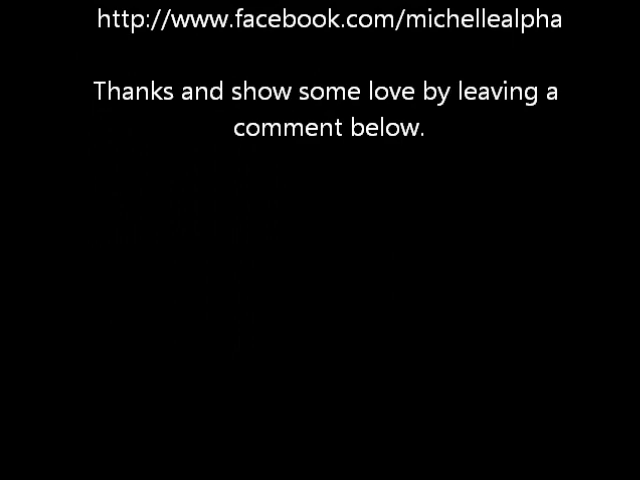 http://www.facebook.com/michellealpha
Thanks and show some love by leaving a
comment below.